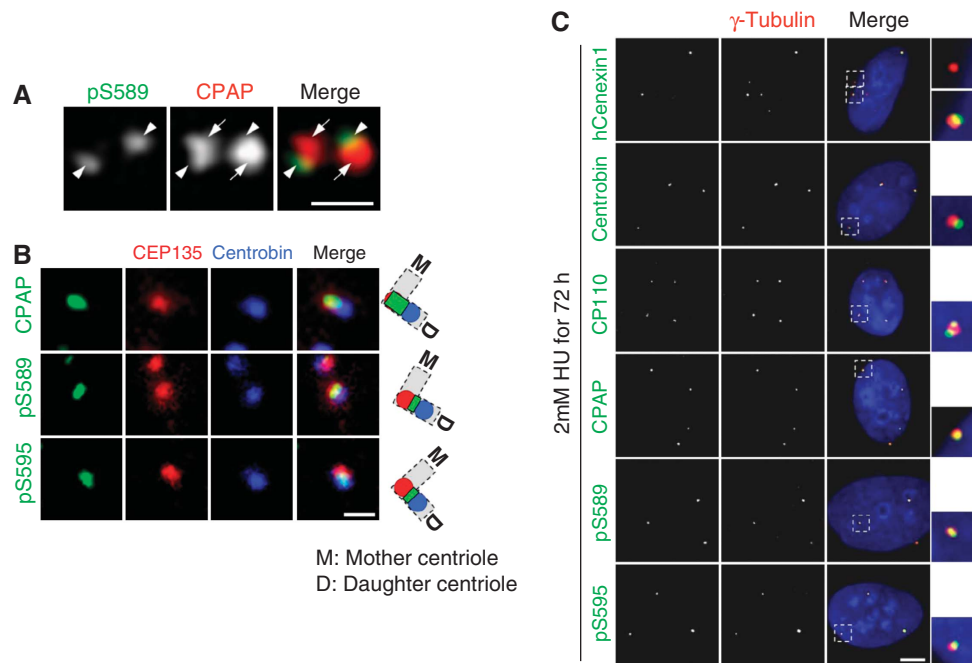 A
pS589 CPAP Merge
B
CEP135 Centrobin Merge
CPAP
M
D
pS589
M
D
pS595
M
D
M: Mother centriole
D: Daughter centriole
C
γ-Tubulin Merge
2mM HU for 72 h
hCenexin1
Centrobin
CP110
CPAP
pS589
pS595